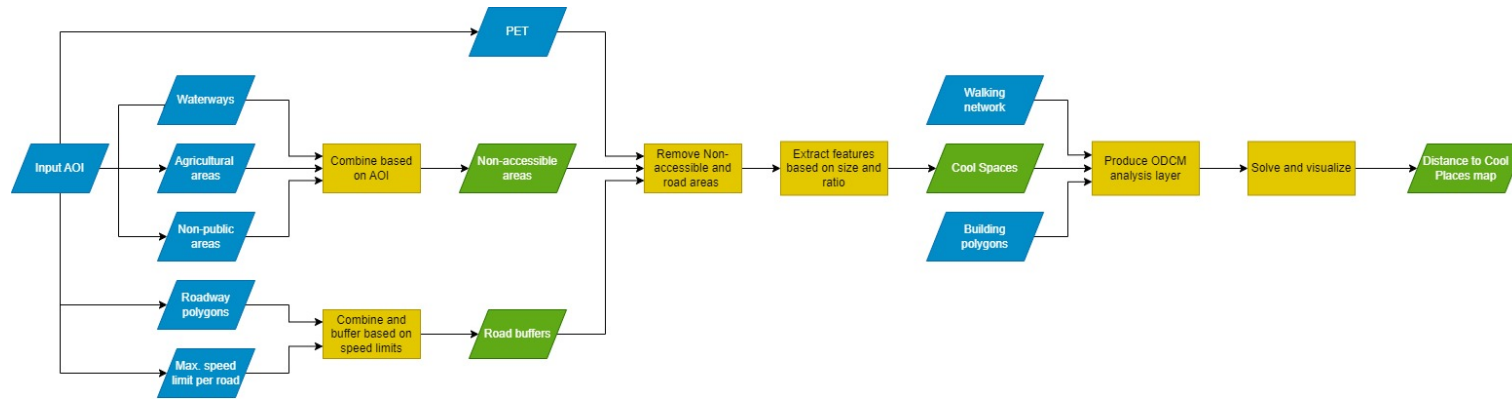 PET
Waterways
Walking
network
Input AOI
Agricultural
areas
Combine based
on AOI
Non-accessible
areas
Remove Non-
accessible and
road areas
Extract features
based on size and
ratio
Cool Spaces
Produce ODCM
analysis layer
Solve and visualize
Distance to Cool
Places map
Non-public
areas
Building
polygons
Roadway
polygons
Combine and
buffer based on
speed limits
Road buffers
Max. speed
limit per road